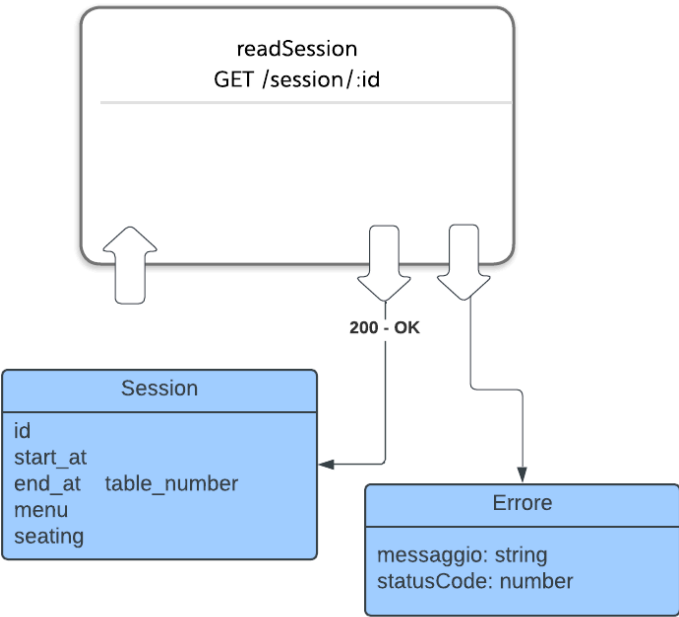 readSession
GET /session/:id
200 - OK
Session
id
start_at
end_at table_number
menu
seating
Errore
messaggio: string
statusCode: number